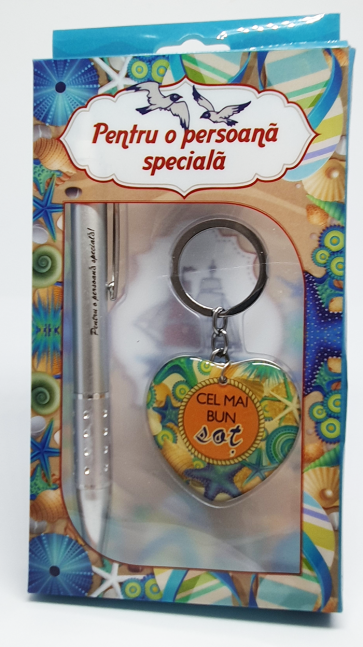 Pentru o persoană
specială
Pentru o persoană specială!
CEL MAI
BUN
soț